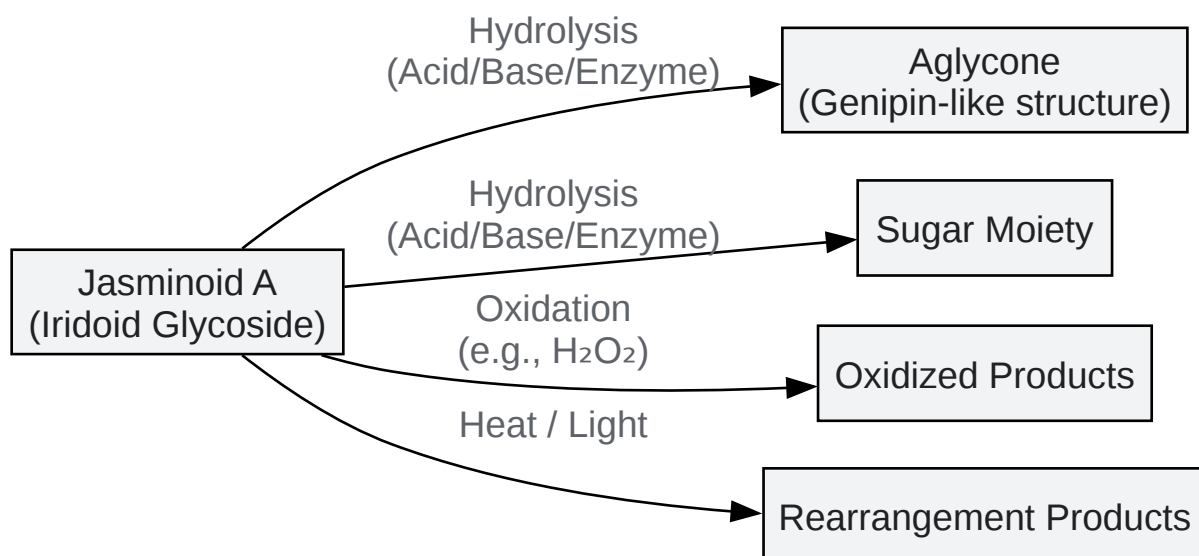 Hydrolysis
(Acid/Base/Enzyme)
Aglycone
(Genipin-like structure)
Hydrolysis
(Acid/Base/Enzyme)
Sugar Moiety
Jasminoid A
(Iridoid Glycoside)
Oxidation
(e.g., H₂O₂)
Oxidized Products
Heat / Light
Rearrangement Products